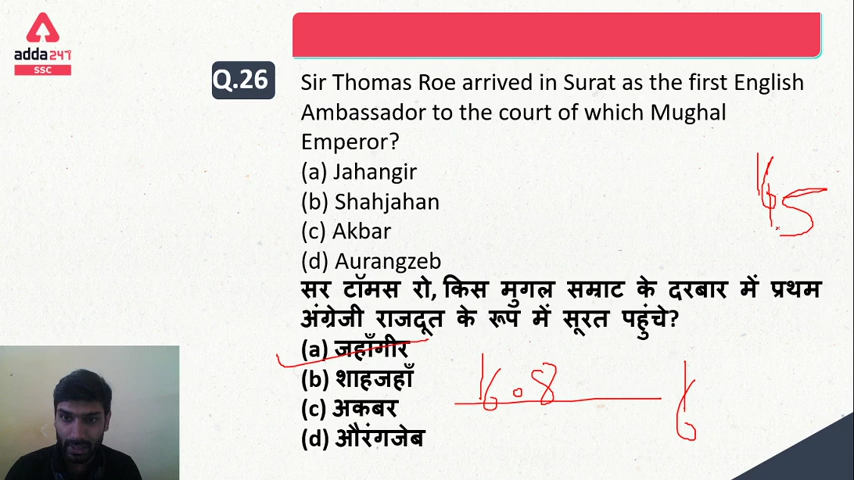 adda247
SSC
Q.26
Sir Thomas Roe arrived in Surat as the first English
Ambassador to the court of which Mughal
Emperor?
(a) Jahangir
(b) Shahjahan
(c) Akbar
(d) Aurangzeb
सर टॉमस रो, किस मुगल सम्राट के दरबार में प्रथम
अंग्रेजी राजदूत के रूप में सूरत पहुंचे?
(a) जहाँगीर
(b) शाहजहाँ
(c) अकबर
(d) औरंगजेब
1608